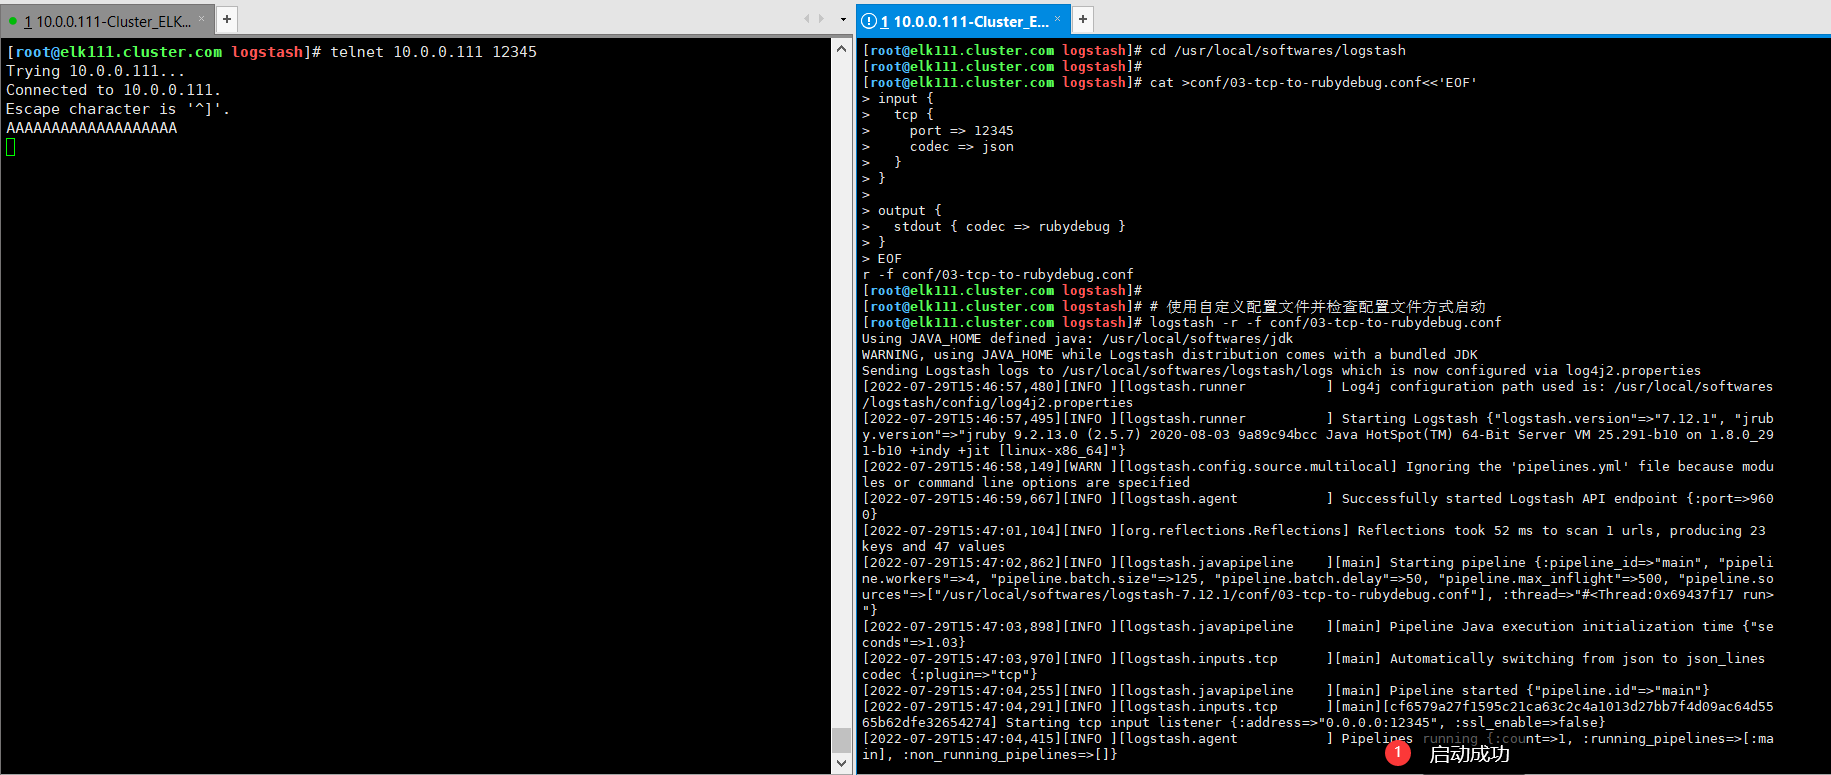 1 10.0.0.111-Cluster_ELK... × +
[root@elk111.cluster.com logstash]# telnet 10.0.0.111 12345
Trying 10.0.0.111...
Connected to 10.0.0.111.
Escape character is '^]'.
AAAAAAAAAAAAAAAAAAA
1 10.0.0.111-Cluster_E... × +
[root@elk111.cluster.com logstash]# cd /usr/local/softwares/logstash
[root@elk111.cluster.com logstash]#
[root@elk111.cluster.com logstash]# cat >conf/03-tcp-to-rubydebug.conf<<'EOF'
> input {
>   tcp {
>     port => 12345
>     codec => json
>   }
> }
>
> output {
>   stdout { codec => rubydebug }
> }
> EOF
r -f conf/03-tcp-to-rubydebug.conf
[root@elk111.cluster.com logstash]#
[root@elk111.cluster.com logstash]# # 使用自定义配置文件并检查配置文件方式启动
[root@elk111.cluster.com logstash]# logstash -r -f conf/03-tcp-to-rubydebug.conf
Using JAVA_HOME defined java: /usr/local/softwares/jdk
WARNING, using JAVA_HOME while Logstash distribution comes with a bundled JDK
Sending Logstash logs to /usr/local/softwares/logstash/logs which is now configured via log4j2.properties
[2022-07-29T15:46:57,480][INFO ][logstash.runner          ] Log4j configuration path used is: /usr/local/softwares
/logstash/config/log4j2.properties
[2022-07-29T15:46:57,495][INFO ][logstash.runner          ] Starting Logstash {"logstash.version"=>"7.12.1", "jrub
y.version"=>"jruby 9.2.13.0 (2.5.7) 2020-08-03 9a89c94bcc Java HotSpot(TM) 64-Bit Server VM 25.291-b10 on 1.8.0_29
1-b10 +indy +jit [linux-x86_64]"}
[2022-07-29T15:46:58,149][WARN ][logstash.config.source.multilocal] Ignoring the 'pipelines.yml' file because modu
les or command line options are specified
[2022-07-29T15:46:59,667][INFO ][logstash.agent           ] Successfully started Logstash API endpoint {:port=>960
0}
[2022-07-29T15:47:01,104][INFO ][org.reflections.Reflections] Reflections took 52 ms to scan 1 urls, producing 23
keys and 47 values
[2022-07-29T15:47:02,862][INFO ][logstash.javapipeline    ][main] Starting pipeline {:pipeline_id=>"main", "pipeli
ne.workers"=>4, "pipeline.batch.size"=>125, "pipeline.batch.delay"=>50, "pipeline.max_inflight"=>500, "pipeline.so
urces"=>["/usr/local/softwares/logstash-7.12.1/conf/03-tcp-to-rubydebug.conf"], :thread=>"#<Thread:0x69437f17 run>
"}
[2022-07-29T15:47:03,898][INFO ][logstash.javapipeline    ][main] Pipeline Java execution initialization time {"se
conds"=>1.03}
[2022-07-29T15:47:03,970][INFO ][logstash.inputs.tcp      ][main] Automatically switching from json to json_lines
codec {:plugin=>"tcp"}
[2022-07-29T15:47:04,255][INFO ][logstash.javapipeline    ][main] Pipeline started {"pipeline.id"=>"main"}
[2022-07-29T15:47:04,291][INFO ][logstash.inputs.tcp      ][main][cf6579a27f1595c21ca63c2c4a1013d27bb7f4d09ac64d55
65b62dfe32654274] Starting tcp input listener {:address=>"0.0.0.0:12345", :ssl_enable=>false}
[2022-07-29T15:47:04,415][INFO ][logstash.agent           ] Pipelines running {:count=>1, :running_pipelines=>[:ma
in], :non_running_pipelines=>[]}
1 启动成功